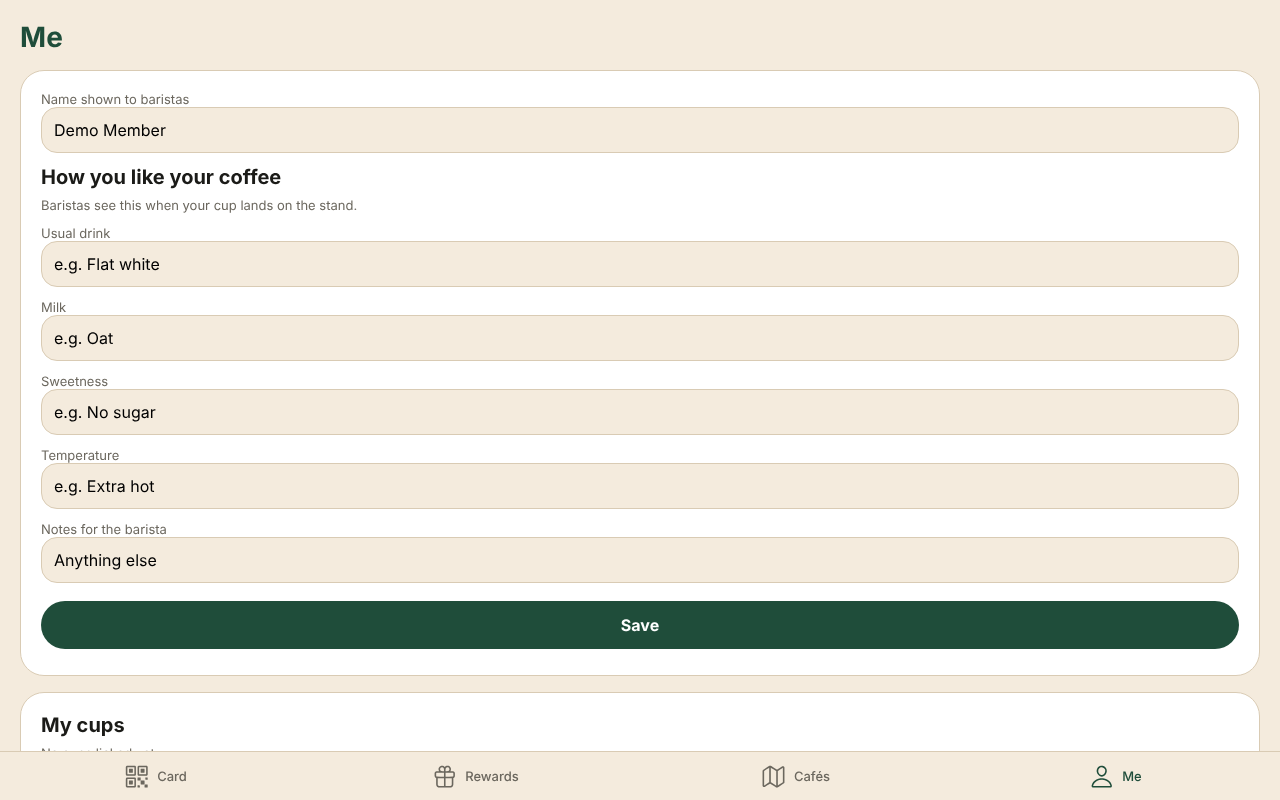 Me
Name shown to baristas
Demo Member
How you like your coffee
Baristas see this when your cup lands on the stand.
Usual drink
e.g. Flat white
Milk
e.g. Oat
Sweetness
e.g. No sugar
Temperature
e.g. Extra hot
Notes for the barista
Anything else
Save
My cups
Card
Rewards
Cafés
Me